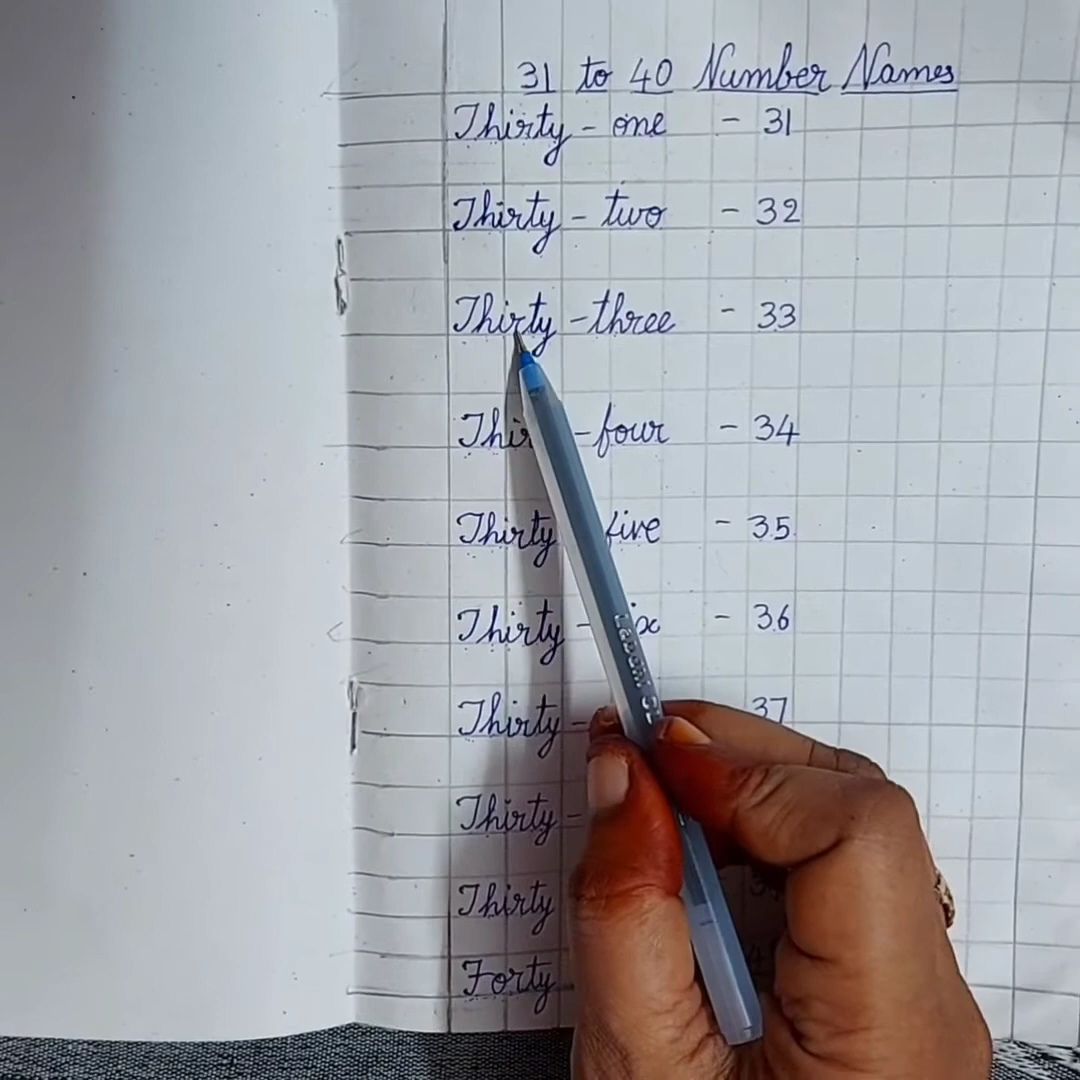 31 to 40 Number Names
Thirty - one - 31
Thirty - two - 32
Thirty - three - 33
- four - 34
Thirty five - 35
Thirty - - 36
Thirty - 37
Thirty -
Thirty
Forty